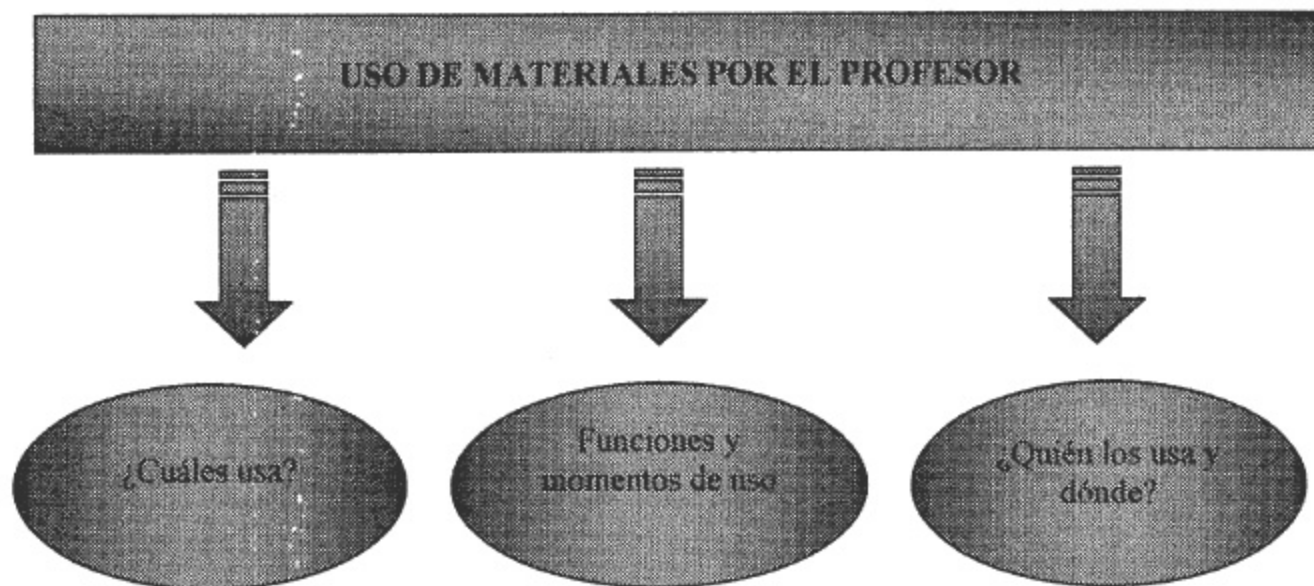 USO DE MATERIALES POR EL PROFESOR
¿Cuáles usa?
Funciones y
momentos de uso
¿Quién los usa y
dónde?